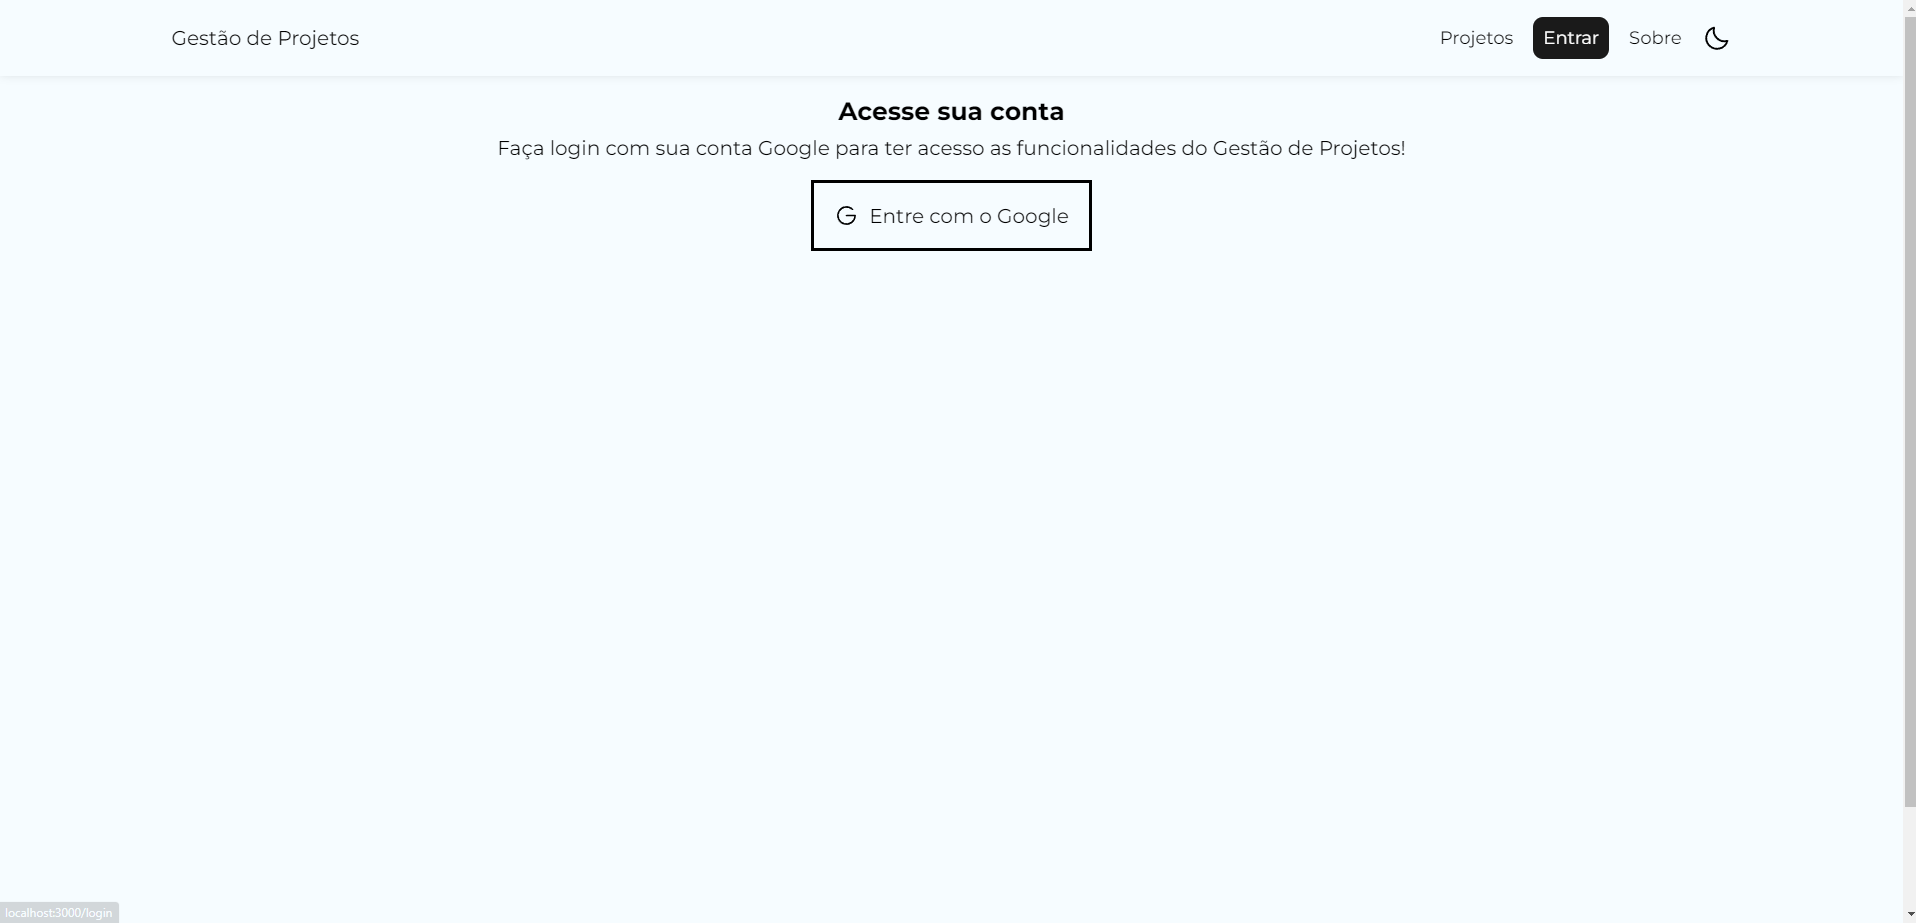 Gestão de Projetos
Projetos
Entrar
Sobre
Acesse sua conta
Faça login com sua conta Google para ter acesso as funcionalidades do Gestão de Projetos!
Entre com o Google
localhost:3000/login